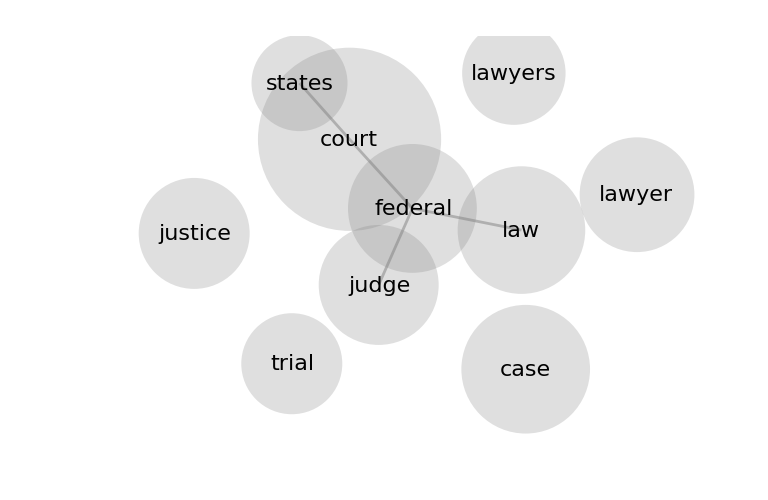 lawyers
states
court
lawyer
federal
law
justice
judge
trial
case